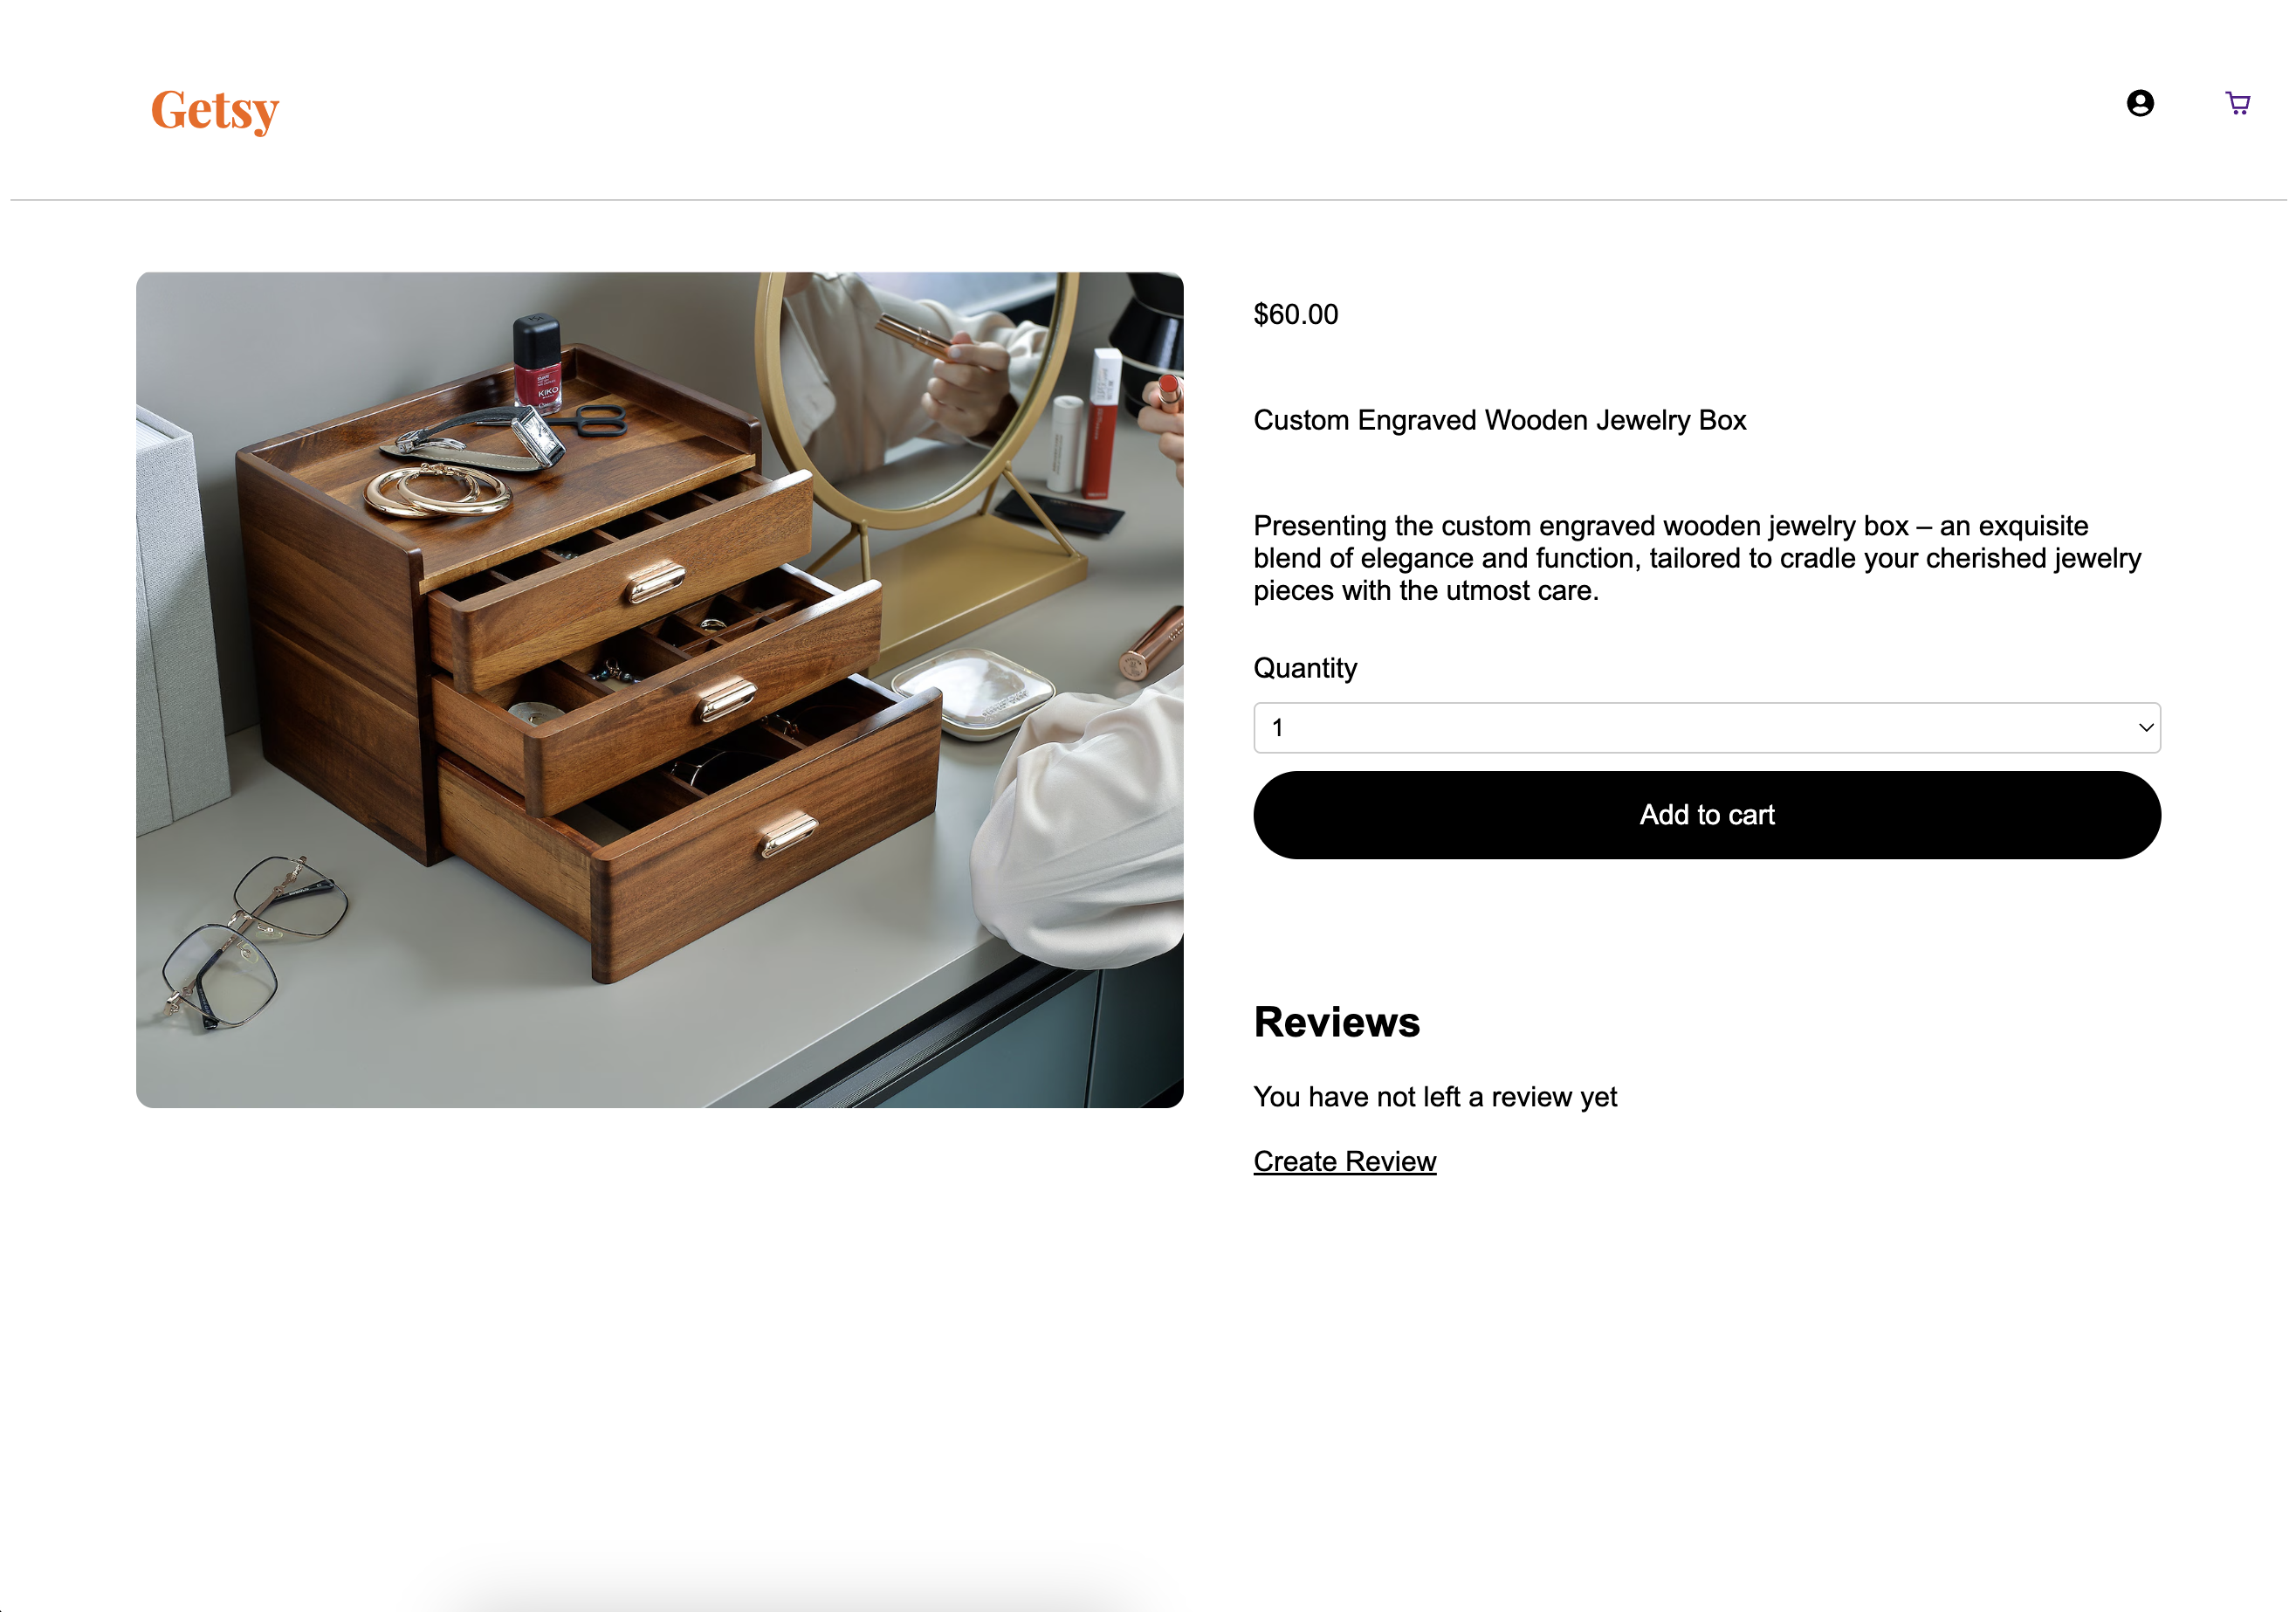 Getsy
$60.00
Custom Engraved Wooden Jewelry Box
Presenting the custom engraved wooden jewelry box – an exquisite
blend of elegance and function, tailored to cradle your cherished jewelry
pieces with the utmost care.
Quantity
1
Add to cart
Reviews
You have not left a review yet
Create Review
KIKO